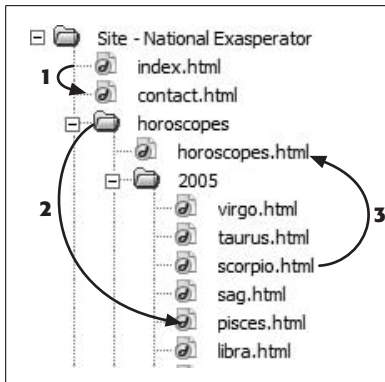 Site - National Exasperator
1
index.html
contact.html
horoscopes
horoscopes.html
2005
2
3
virgo.html
taurus.html
scorpio.html
sag.html
pisces.html
libra.html